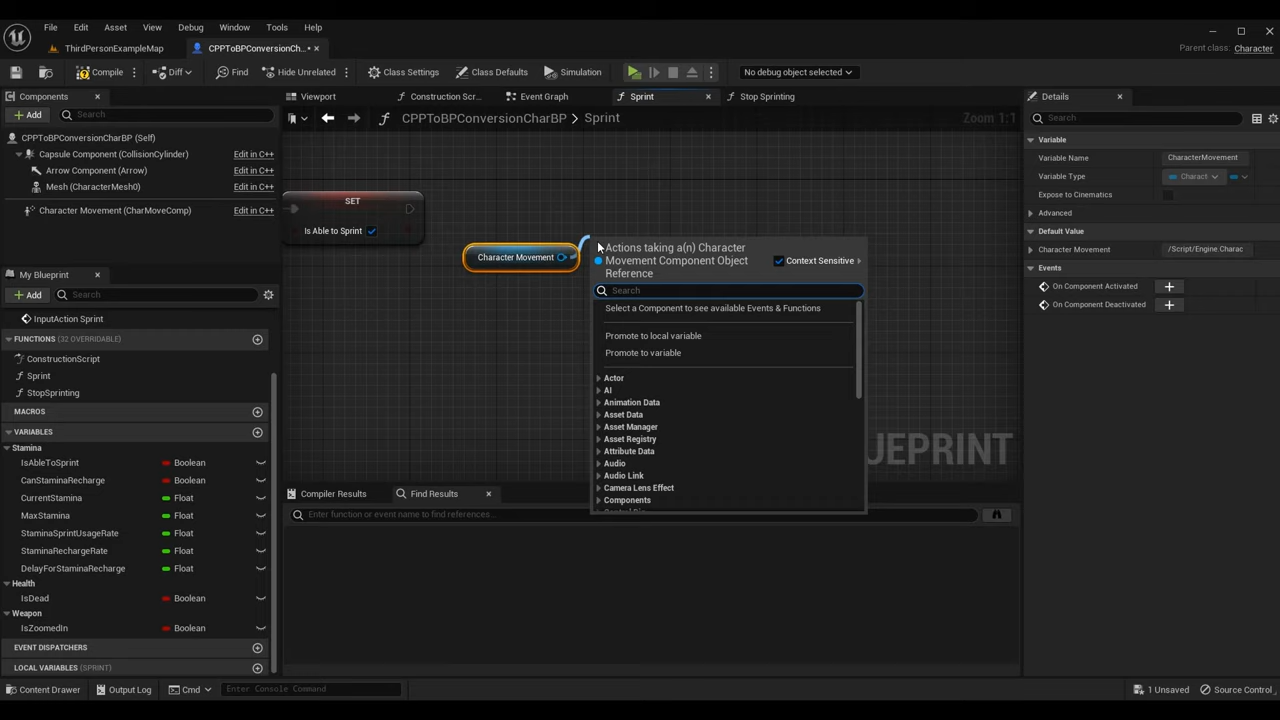 File Edit Asset View Debug Window Tools Help
ThirdPersonExampleMap
CPPToBPConversionCh...•
Parent class: Character
Compile
Diff
Find
Hide Unrelated
Class Settings
Class Defaults
Simulation
No debug object selected
Components
Add
Search
CPPToBPConversionCharBP (Self)
Capsule Component (CollisionCylinder) Edit in C++
Arrow Component (Arrow) Edit in C++
Mesh (CharacterMesh0) Edit in C++
Character Movement (CharMoveComp) Edit in C++
My Blueprint
Add
Search
InputAction Sprint
FUNCTIONS (32 OVERRIDABLE)
ConstructionScript
Sprint
StopSprinting
MACROS
VARIABLES
Stamina
IsAbleToSprint Boolean
CanStaminaRecharge Boolean
CurrentStamina Float
MaxStamina Float
StaminaSprintUsageRate Float
StaminaRechargeRate Float
DelayForStaminaRecharge Float
Health
IsDead Boolean
Weapon
IsZoomedIn Boolean
EVENT DISPATCHERS
LOCAL VARIABLES (SPRINT)
Viewport
Construction Scr...
Event Graph
Sprint
Stop Sprinting
CPPToBPConversionCharBP > Sprint
Zoom 1:1
SET
Is Able to Sprint
Character Movement
Actions taking a(n) Character
Movement Component Object
Reference
Context Sensitive
Search
Select a Component to see available Events & Functions
Promote to local variable
Promote to variable
Actor
AI
Animation Data
Asset Data
Asset Manager
Asset Registry
Attribute Data
Audio
Audio Link
Camera Lens Effect
Components
UEPRINT
Compiler Results
Find Results
Enter function or event name to find references...
Details
Search
Variable
Variable Name CharacterMovement
Variable Type Charact
Expose to Cinematics
Advanced
Default Value
Character Movement /Script/Engine.Charac
Events
On Component Activated
On Component Deactivated
Content Drawer
Output Log
Cmd
Enter Console Command
1 Unsaved
Source Control